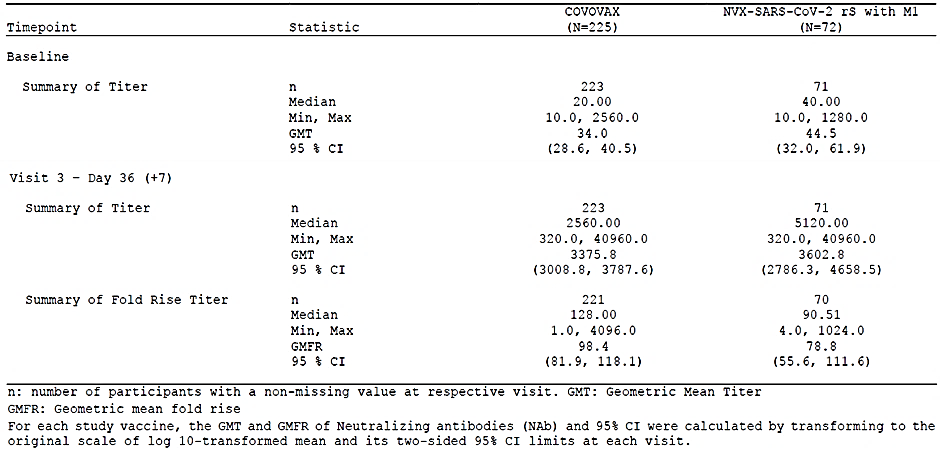 COVOVAX NVX-SARS-CoV-2 rS with M1
Timepoint Statistic (N=225) (N=72)
Baseline
Summary of Titer n 223 71
Median 20.00 40.00
Min, Max 10.0, 2560.0 10.0, 1280.0
GMT 34.0 44.5
95 % CI (28.6, 40.5) (32.0, 61.9)
Visit 3 - Day 36 (+7)
Summary of Titer n 223 71
Median 2560.00 5120.00
Min, Max 320.0, 40960.0 320.0, 40960.0
GMT 3375.8 3602.8
95 % CI (3008.8, 3787.6) (2786.3, 4658.5)
Summary of Fold Rise Titer n 221 70
Median 128.00 90.51
Min, Max 1.0, 4096.0 4.0, 1024.0
GMFR 98.4 78.8
95 % CI (81.9, 118.1) (55.6, 111.6)
n: number of participants with a non-missing value at respective visit. GMT: Geometric Mean Titer
GMFR: Geometric mean fold rise
For each study vaccine, the GMT and GMFR of Neutralizing antibodies (NAb) and 95% CI were calculated by transforming to the
original scale of log 10-transformed mean and its two-sided 95% CI limits at each visit.